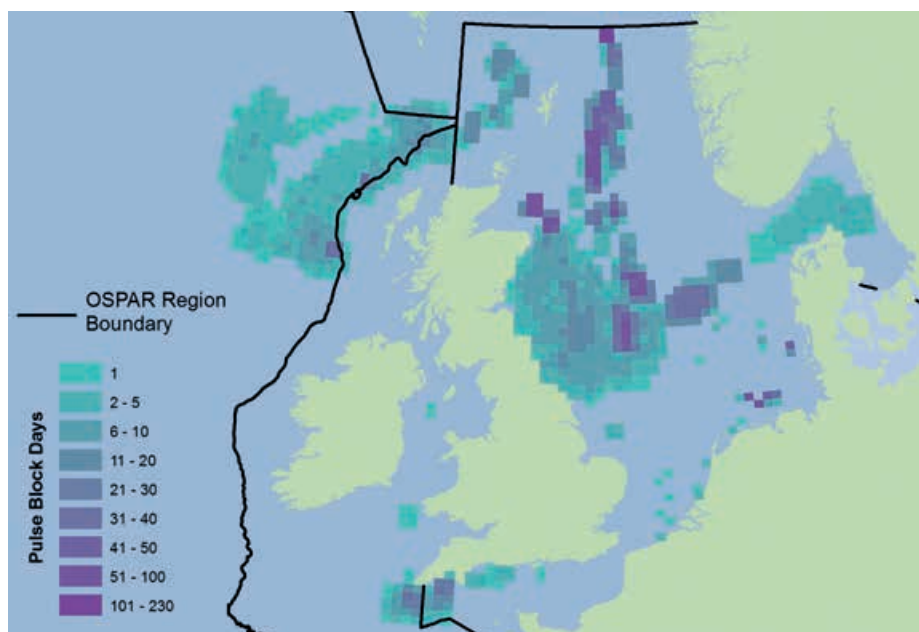 OSPAR Region
Boundary
Pulse Block Days
1
2 - 5
6 - 10
11 - 20
21 - 30
31 - 40
41 - 50
51 - 100
101 - 230